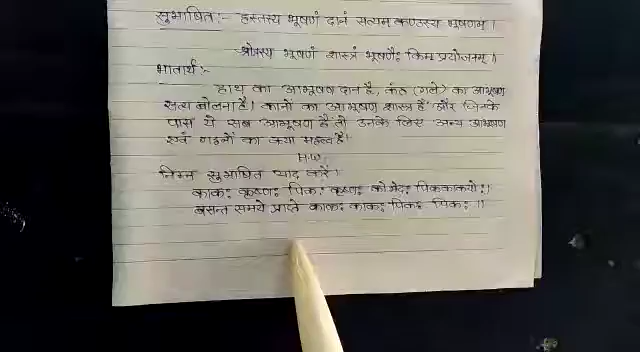 सुभाषित :- हस्तस्य भूषणं दानं सत्यम कण्ठस्य भूषणम् ।
श्रोत्रस्य भूषणं शास्त्रं भूषणैः किम प्रयोजनम् ॥
भातार्थ :-
हाथ का आभूषण दान है, कंठ (गले) का आभूषण
सत्य बोलना है। कानों का आभूषण शास्त्र है और जिनके
पास ये सब आभूषण है तो उनके लिए अन्य आभूषण
एवं गहनों का क्या महत्व है।
H.W.
निम्न सुभाषित याद करें।
काकः कृष्णः पिकः कृष्णः को भेदः पिककाकयोः।
बसन्त समये प्राप्ते काकः काकः पिकः पिकः ॥